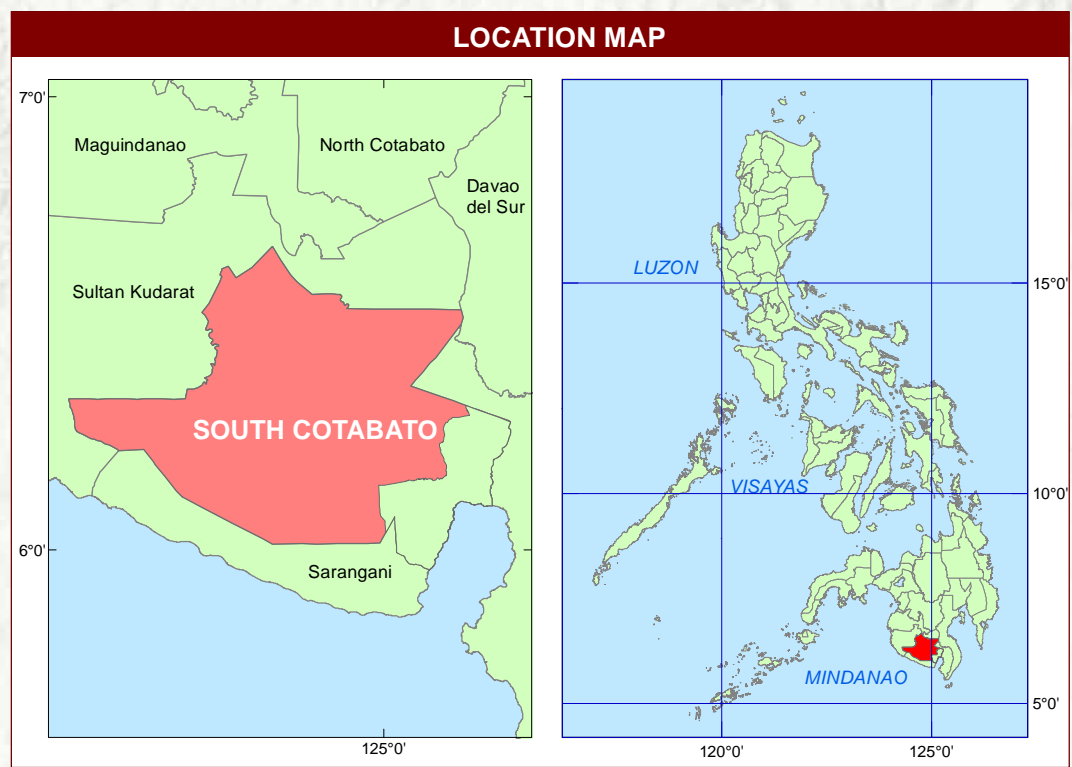 LOCATION MAP
7°0'
Maguindanao
North Cotabato
Davao
del Sur
Sultan Kudarat
SOUTH COTABATO
6°0'
Sarangani
125°0'
LUZON
15°0'
VISAYAS
10°0'
MINDANAO
5°0'
120°0'
125°0'